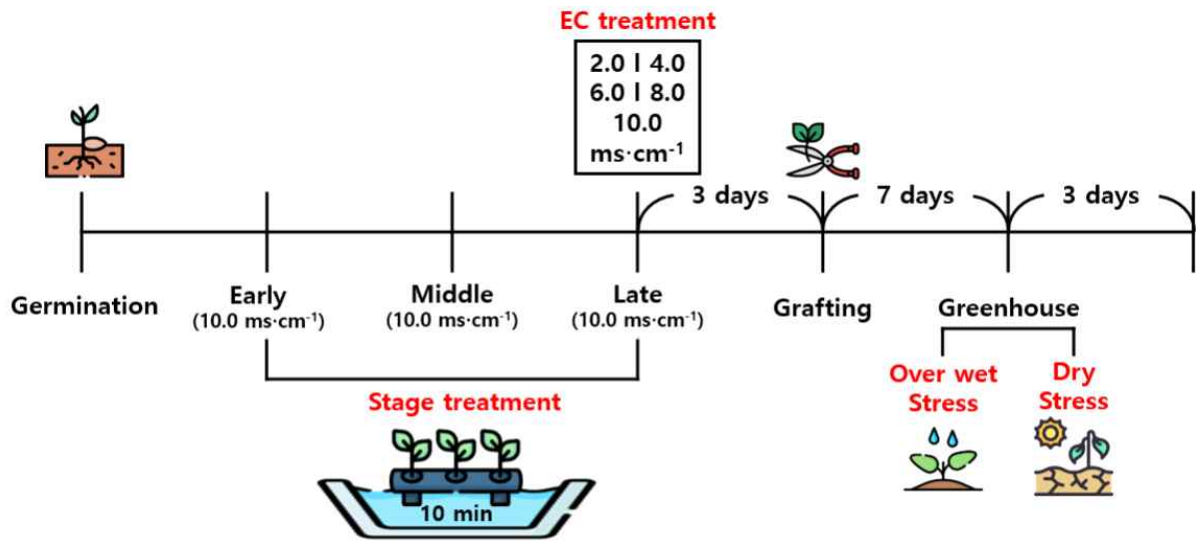 EC treatment
2.0 I 4.0
6.0 I 8.0
10.0
ms·cm⁻¹
3 days
7 days
3 days
Germination
Early
(10.0 ms·cm⁻¹)
Middle
(10.0 ms·cm⁻¹)
Late
(10.0 ms·cm⁻¹)
Grafting
Greenhouse
Stage treatment
10 min
Over wet
Stress
Dry
Stress